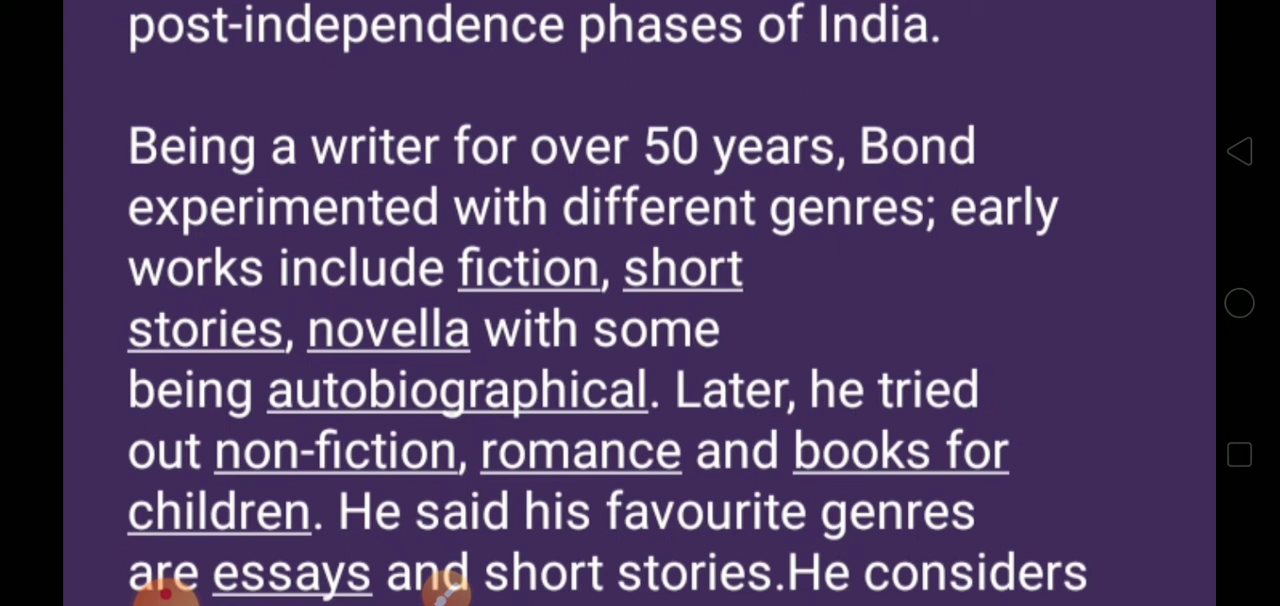 post-independence phases of India.
Being a writer for over 50 years, Bond
experimented with different genres; early
works include fiction, short
stories, novella with some
being autobiographical. Later, he tried
out non-fiction, romance and books for
children. He said his favourite genres
are essays and short stories.He considers